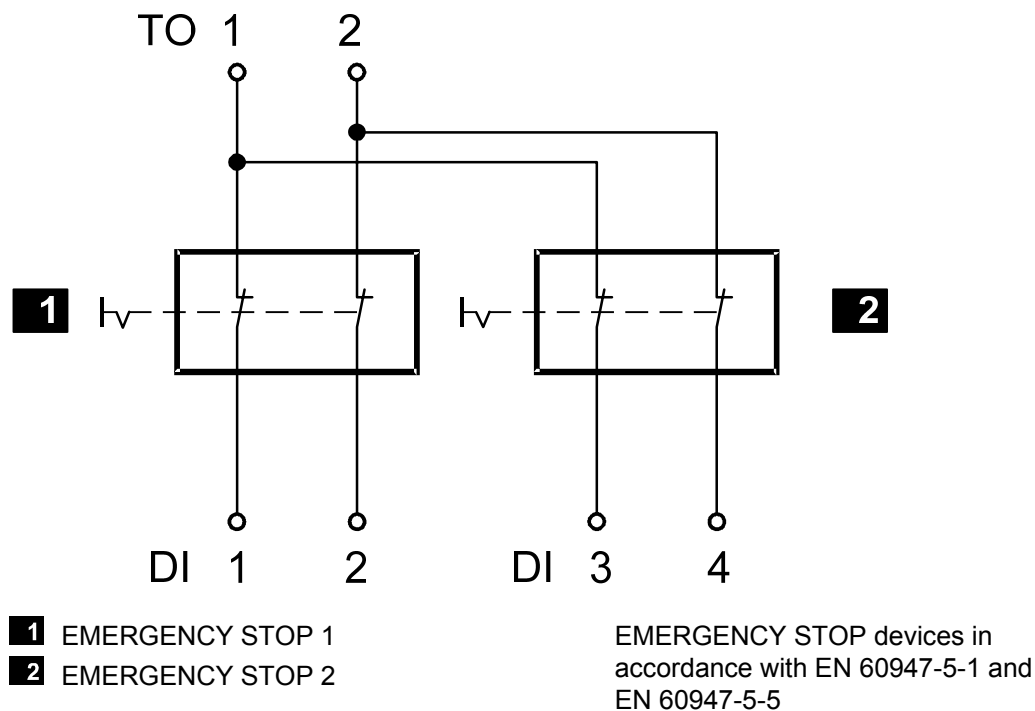 TO 1 2
1
2
DI 1 2 DI 3 4
1 EMERGENCY STOP 1
2 EMERGENCY STOP 2
EMERGENCY STOP devices in
accordance with EN 60947-5-1 and
EN 60947-5-5